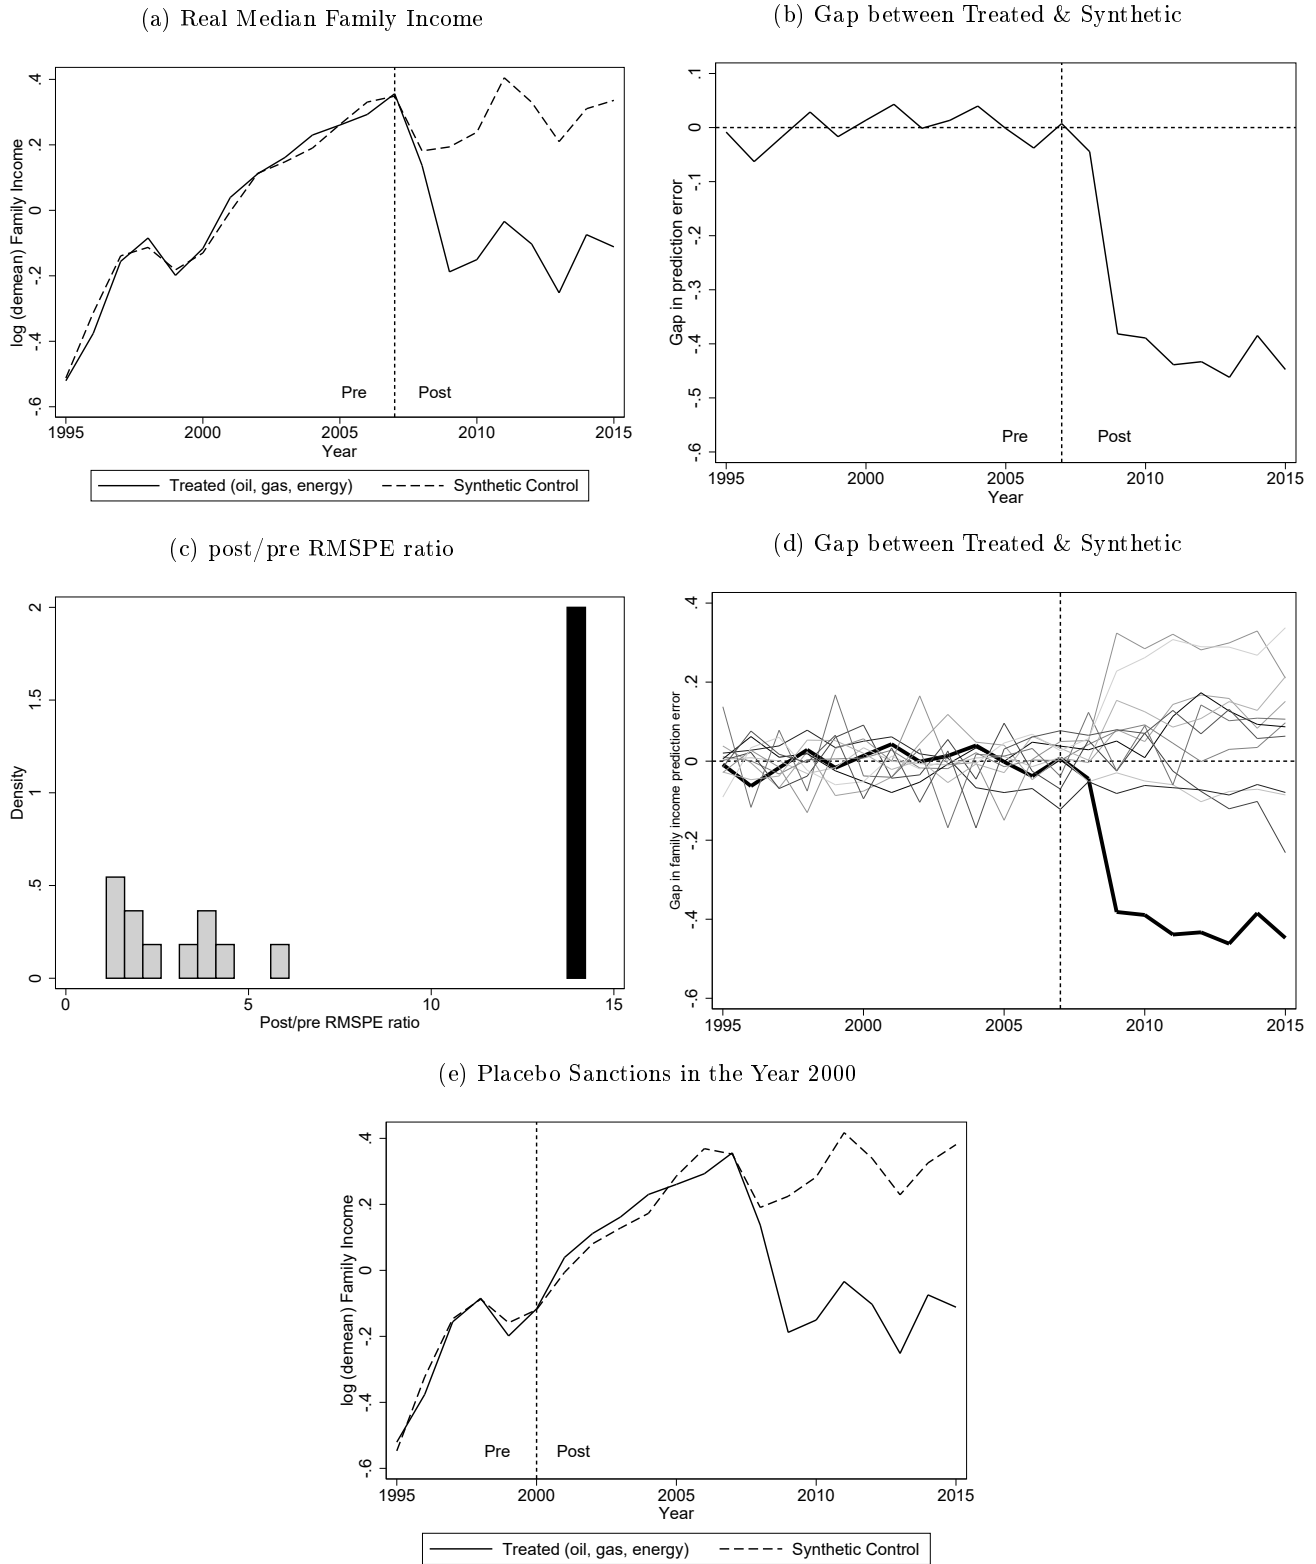 (a) Real Median Family Income
log (demean) Family Income
.4
.2
0
-.2
-.4
-.6
Pre Post
1995 2000 2005 2010 2015
Year
Treated (oil, gas, energy) Synthetic Control
(b) Gap between Treated & Synthetic
Gap in prediction error
.1
0
-.1
-.2
-.3
-.4
-.5
-.6
Pre Post
1995 2000 2005 2010 2015
Year
(c) post/pre RMSPE ratio
Density
2
1.5
1
.5
0
0 5 10 15
Post/pre RMSPE ratio
(d) Gap between Treated & Synthetic
Gap in family income prediction error
.4
.2
0
-.2
-.4
-.6
1995 2000 2005 2010 2015
(e) Placebo Sanctions in the Year 2000
log (demean) Family Income
.4
.2
0
-.2
-.4
-.6
Pre Post
1995 2000 2005 2010 2015
Year
Treated (oil, gas, energy) Synthetic Control